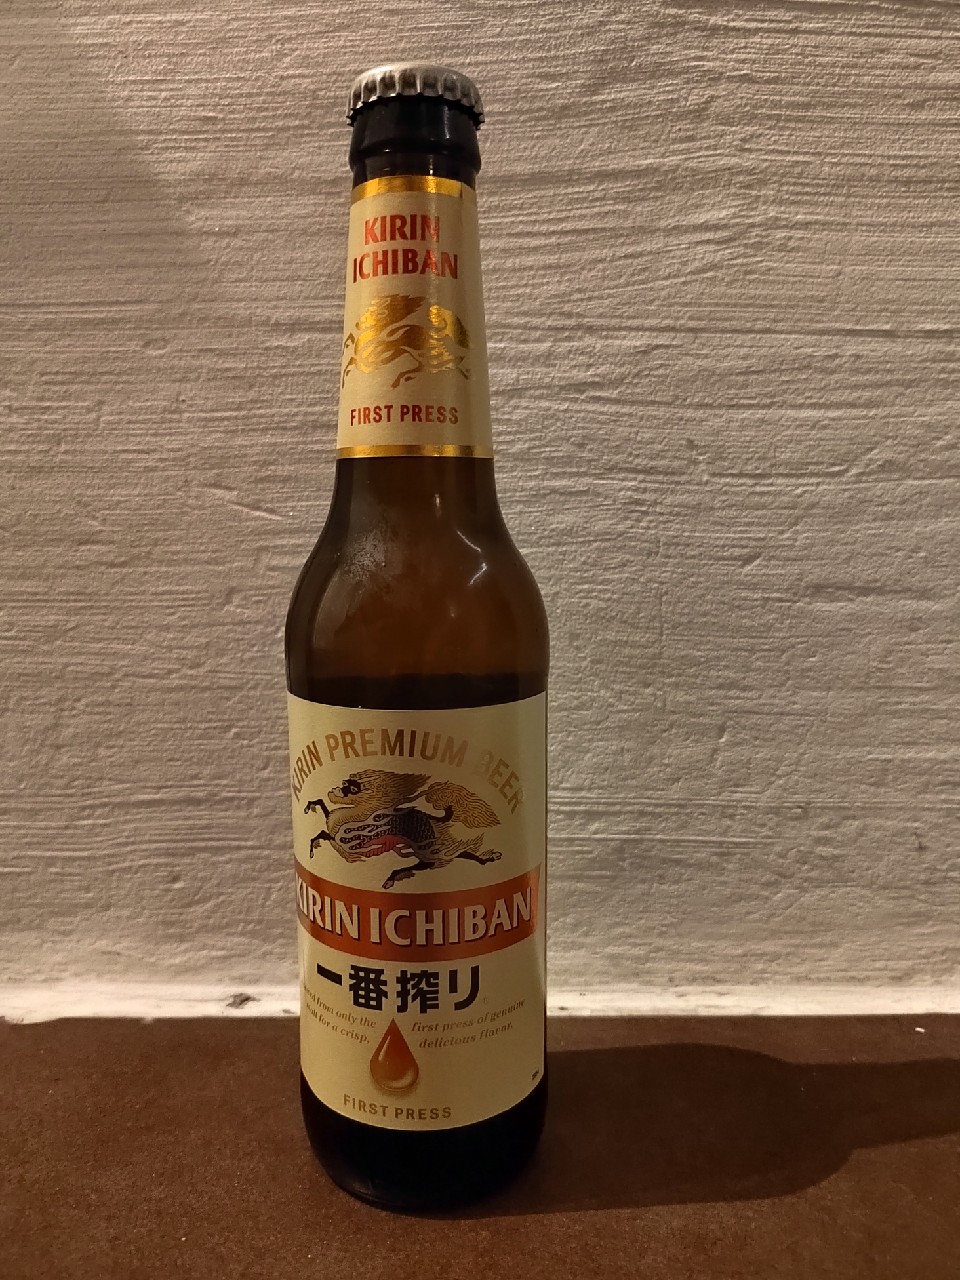 KIRIN
ICHIBAN
FIRST PRESS
KIRIN PREMIUM BEER
KIRIN ICHIBAN
一番搾り
from only the first press of genuine
for a crisp, delicious flavor.
FIRST PRESS